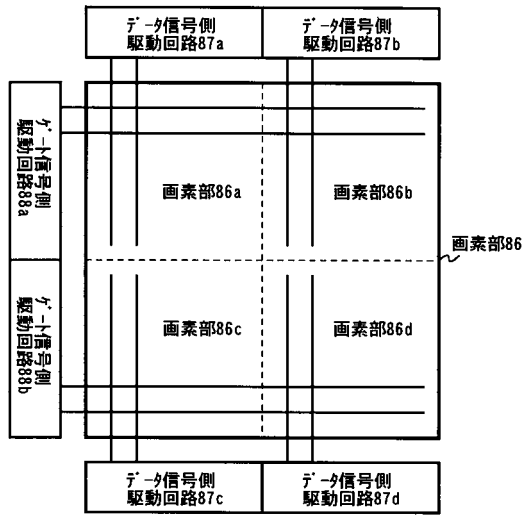 データ信号側
駆動回路87a
データ信号側
駆動回路87b
ゲート信号側
駆動回路88a
画素部86a
画素部86b
画素部86
ゲート信号側
駆動回路88b
画素部86c
画素部86d
データ信号側
駆動回路87c
データ信号側
駆動回路87d